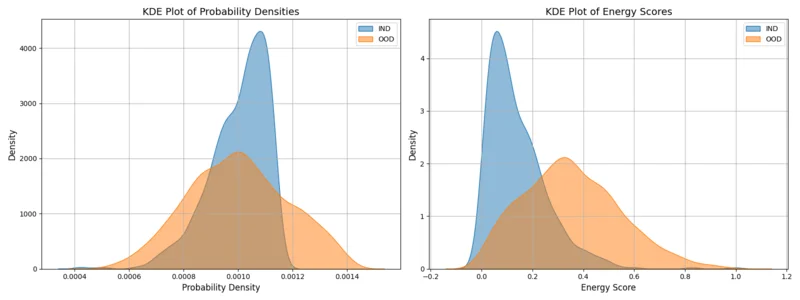 KDE Plot of Probability Densities
IND
OOD
4000
3000
2000
1000
0
Density
0.0004
0.0006
0.0008
0.0010
0.0012
0.0014
Probability Density
KDE Plot of Energy Scores
IND
OOD
4
3
2
1
0
Density
−0.2
0.0
0.2
0.4
0.6
0.8
1.0
1.2
Energy Score